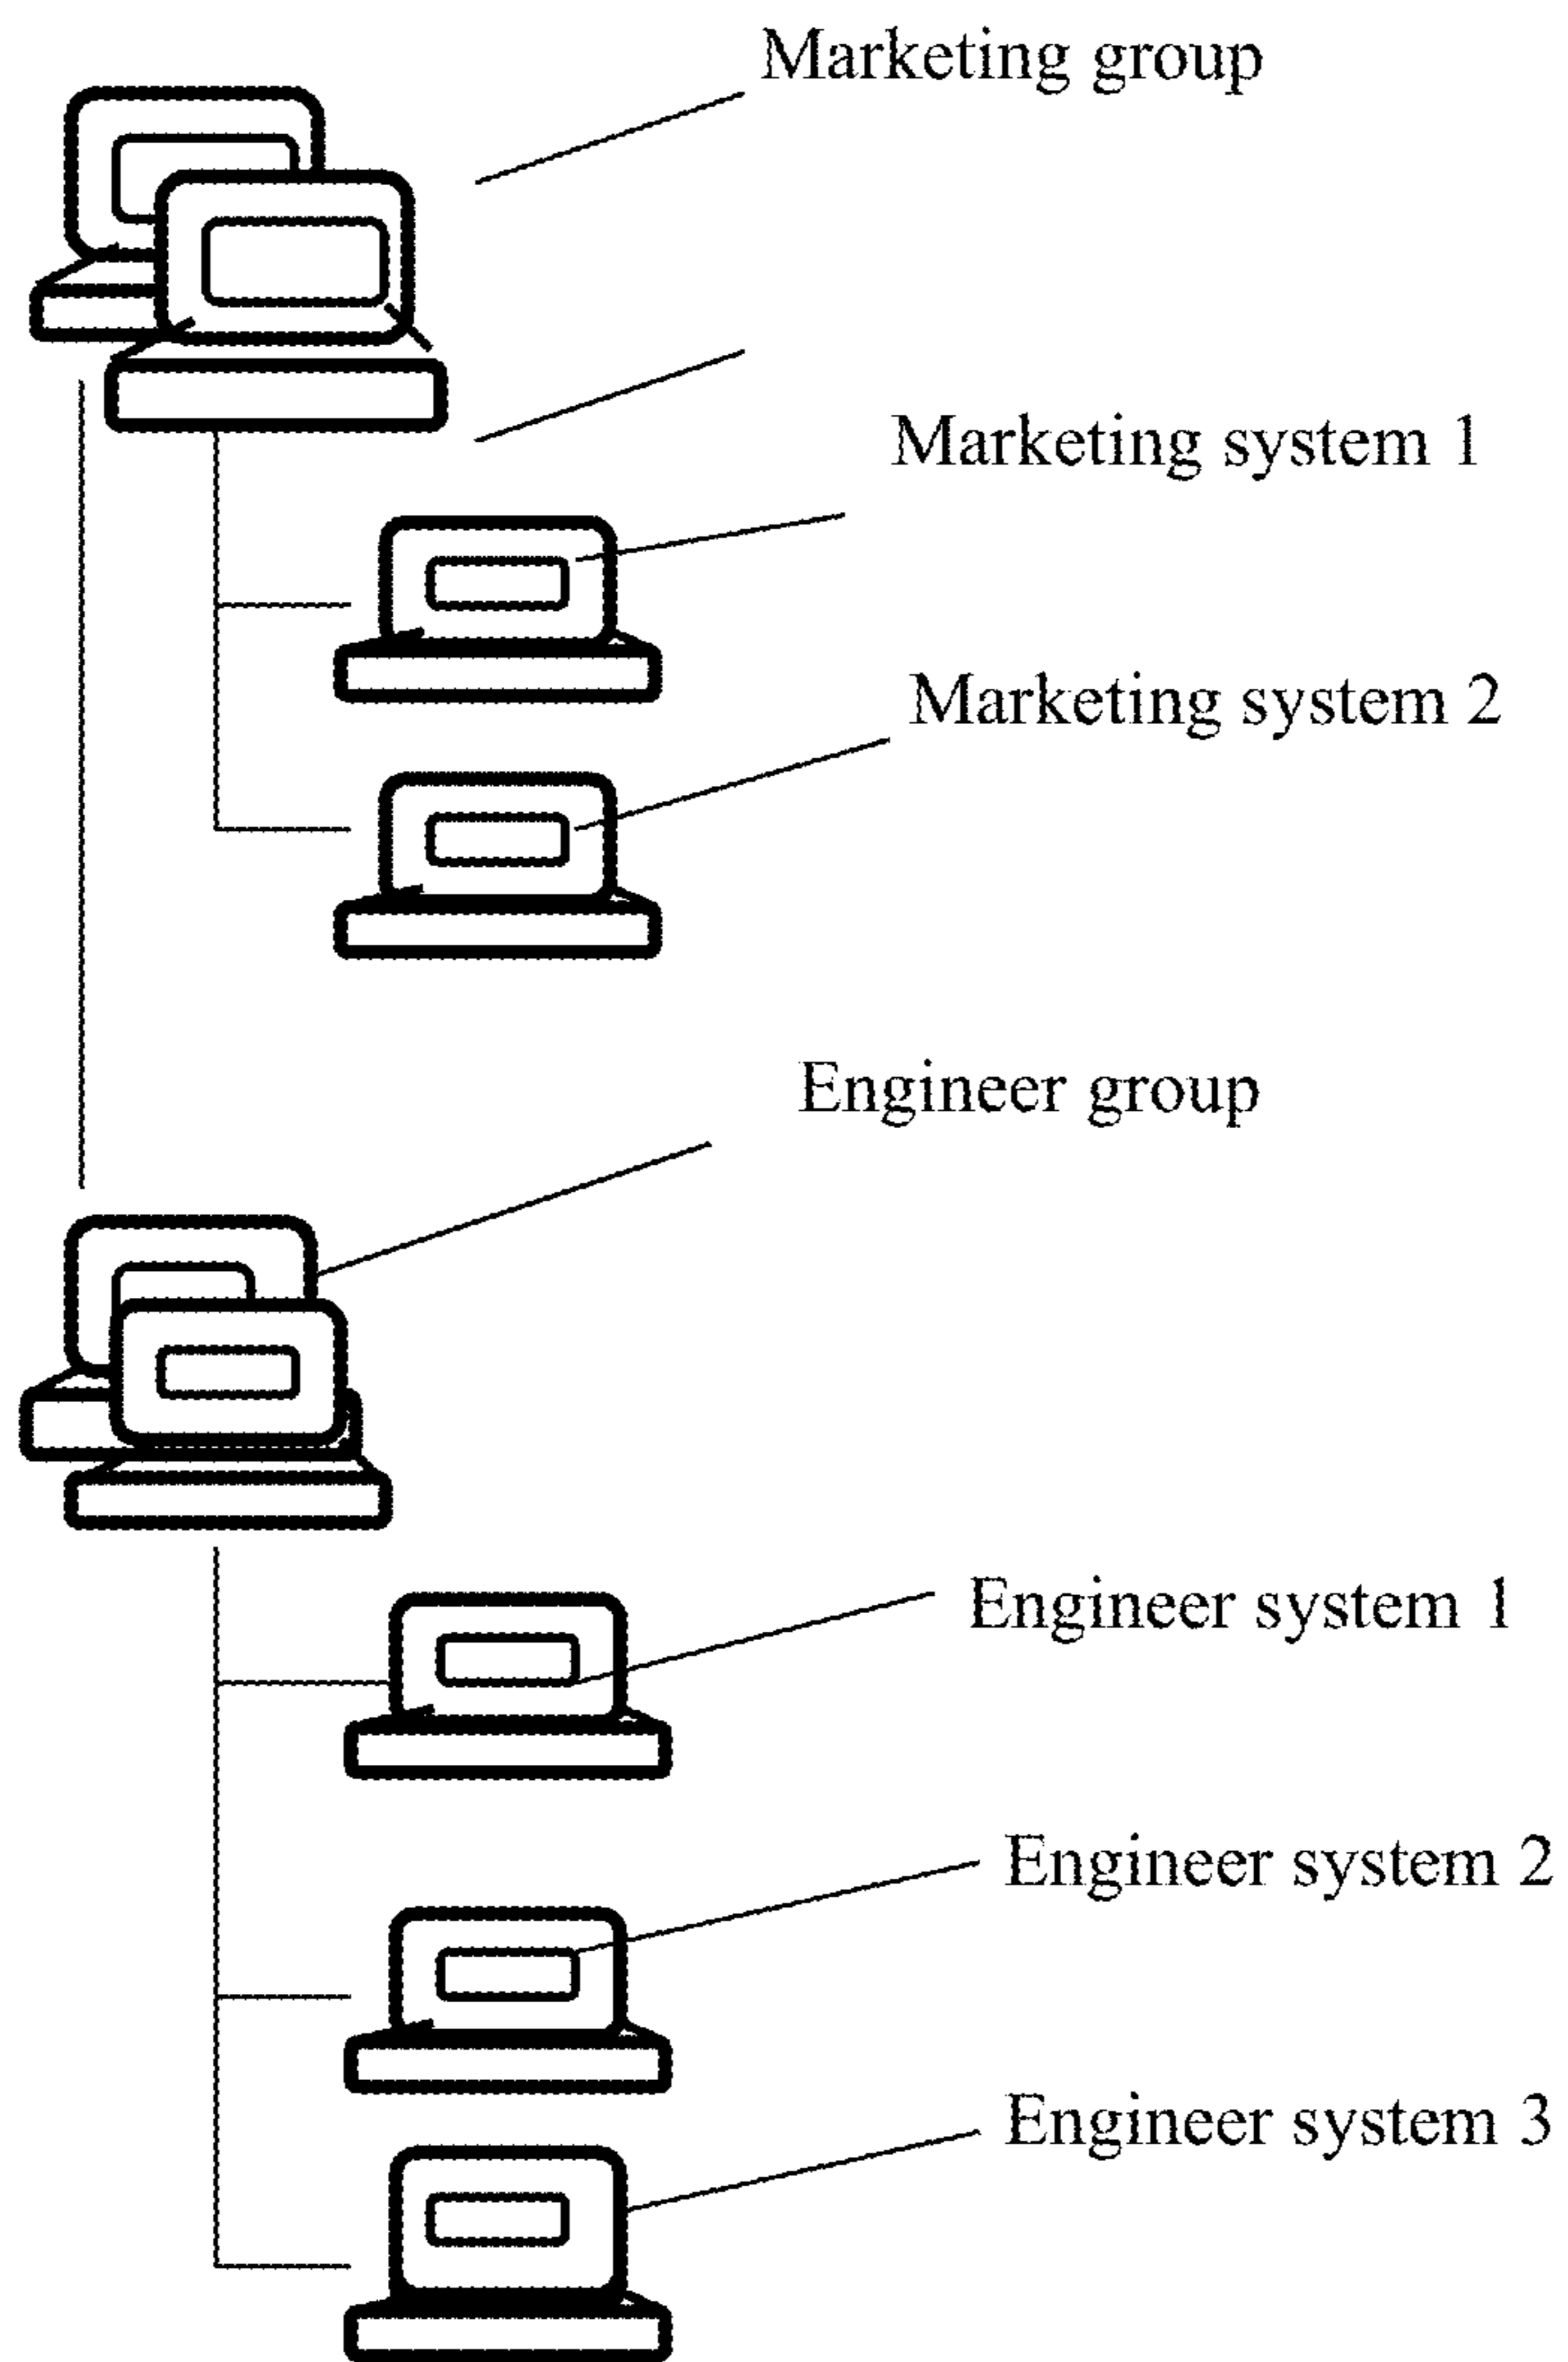 Marketing group
Marketing system 1
Marketing system 2
Engineer group
Engineer system 1
Engineer system 2
Engineer system 3